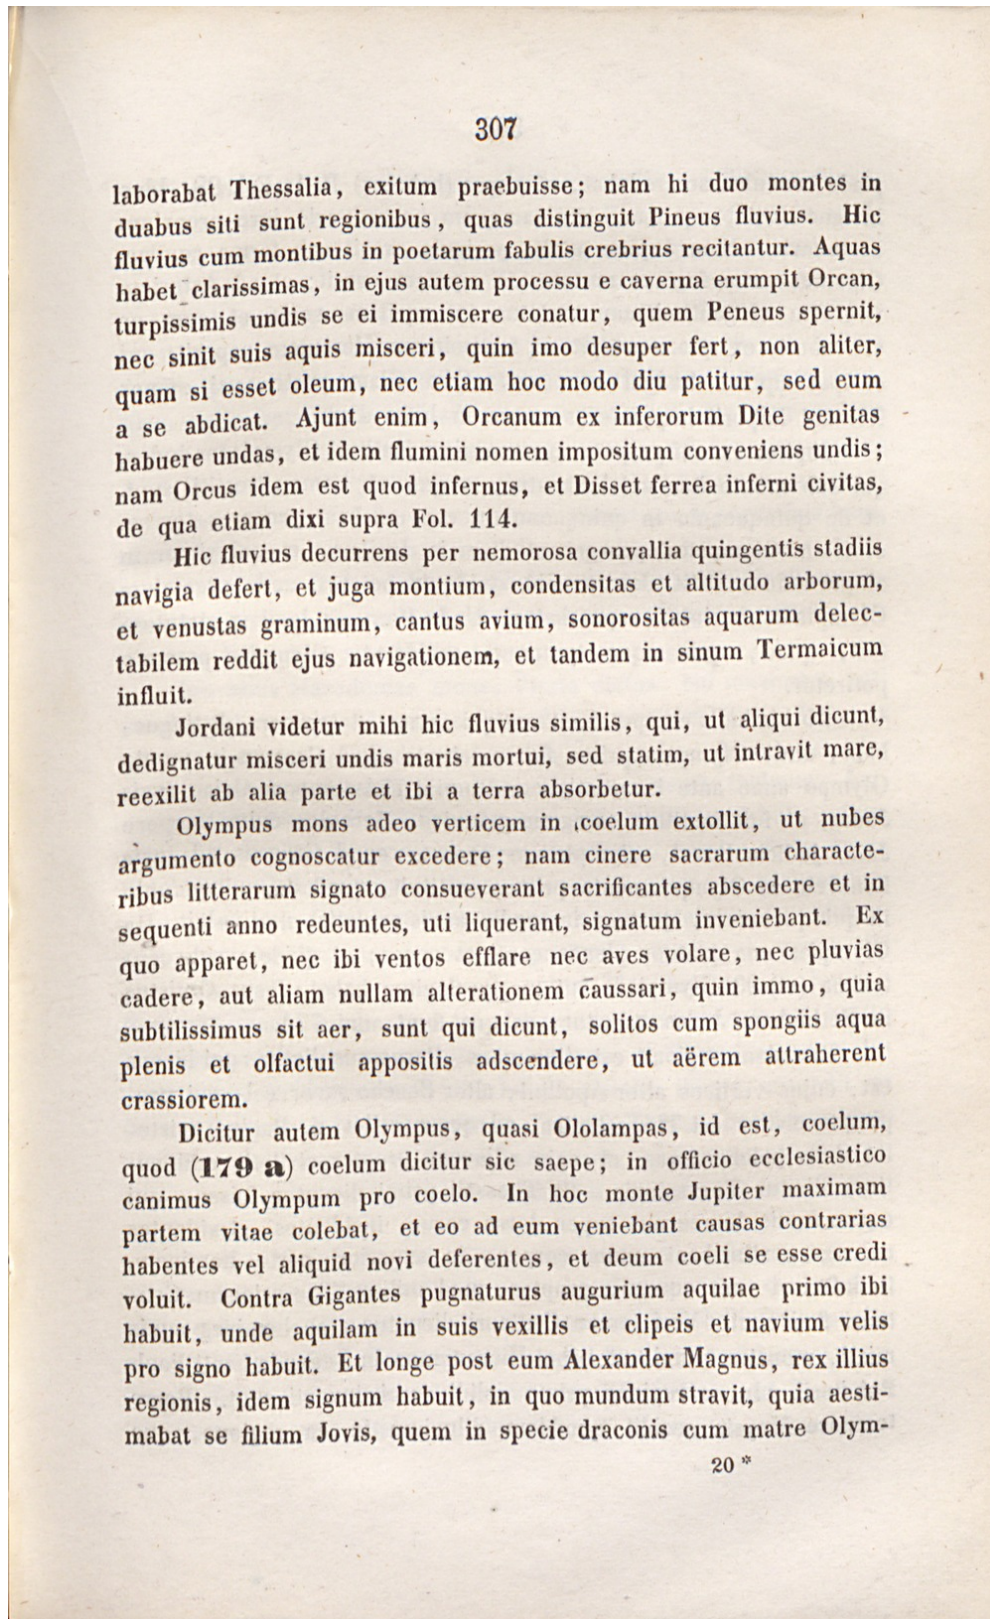 307
laborabat Thessalia, exitum praebuisse; nam hi duo montes in
duabus siti sunt regionibus, quas distinguit Pineus fluvius. Hic
fluvius cum montibus in poetarum fabulis crebrius recitantur. Aquas
habet clarissimas, in ejus autem processu e caverna erumpit Orcan,
turpissimis undis se ei immiscere conatur, quem Peneus spernit,
nec sinit suis aquis misceri, quin imo desuper fert, non aliter,
quam si esset oleum, nec etiam hoc modo diu patitur, sed eum
a se abdicat. Ajunt enim, Orcanum ex inferorum Dite genitas
habuere undas, et idem flumini nomen impositum conveniens undis;
nam Orcus idem est quod infernus, et Disset ferrea inferni civitas,
de qua etiam dixi supra Fol. 114.
Hic fluvius decurrens per nemorosa convallia quingentis stadiis
navigia defert, et juga montium, condensitas et altitudo arborum,
et venustas graminum, cantus avium, sonorositas aquarum delec-
tabilem reddit ejus navigationem, et tandem in sinum Termaicum
influit.
Jordani videtur mihi hic fluvius similis, qui, ut aliqui dicunt,
dedignatur misceri undis maris mortui, sed statim, ut intravit mare,
reexilit ab alia parte et ibi a terra absorbetur.
Olympus mons adeo verticem in coelum extollit, ut nubes
argumento cognoscatur excedere; nam cinere sacrarum characte-
ribus litterarum signato consueverant sacrificantes abscedere et in
sequenti anno redeuntes, uti liquerant, signatum inveniebant. Ex
quo apparet, nec ibi ventos efflare nec aves volare, nec pluvias
cadere, aut aliam nullam alterationem caussari, quin immo, quia
subtilissimus sit aer, sunt qui dicunt, solitos cum spongiis aqua
plenis et olfactui appositis adscendere, ut aërem attraherent
crassiorem.
Dicitur autem Olympus, quasi Ololampas, id est, coelum,
quod (179 a) coelum dicitur sic saepe; in officio ecclesiastico
canimus Olympum pro coelo. In hoc monte Jupiter maximam
partem vitae colebat, et eo ad eum veniebant causas contrarias
habentes vel aliquid novi deferentes, et deum coeli se esse credi
voluit. Contra Gigantes pugnaturus augurium aquilae primo ibi
habuit, unde aquilam in suis vexillis et clipeis et navium velis
pro signo habuit. Et longe post eum Alexander Magnus, rex illius
regionis, idem signum habuit, in quo mundum stravit, quia aesti-
mabat se filium Jovis, quem in specie draconis cum matre Olym-
20 *